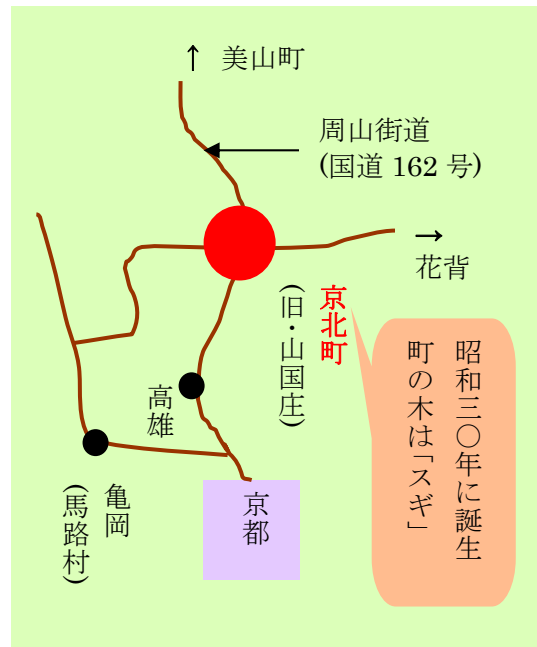 ↑ 美山町
周山街道
(国道 162 号)
→
花背
京北町
(旧・山国庄)
昭和三〇年に誕生
町の木は「スギ」
高雄
亀岡
(馬路村)
京都